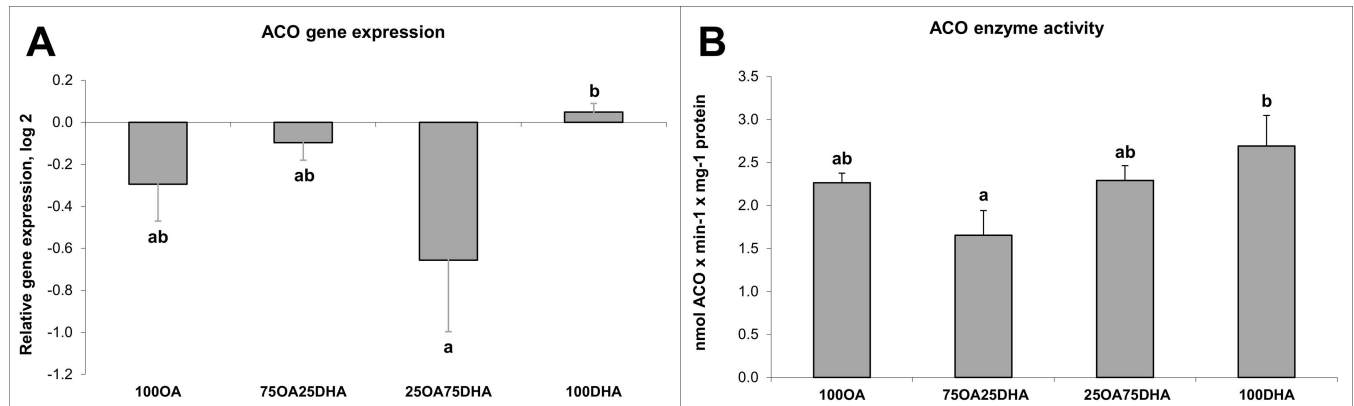 A
ACO gene expression
Relative gene expression, log 2
0.2
0.0
-0.2
-0.4
-0.6
-0.8
-1.0
-1.2
ab
ab
a
b
100OA
75OA25DHA
25OA75DHA
100DHA
B
ACO enzyme activity
nmol ACO x min-1 x mg-1 protein
3.5
3.0
2.5
2.0
1.5
1.0
0.5
0.0
ab
a
ab
b
100OA
75OA25DHA
25OA75DHA
100DHA